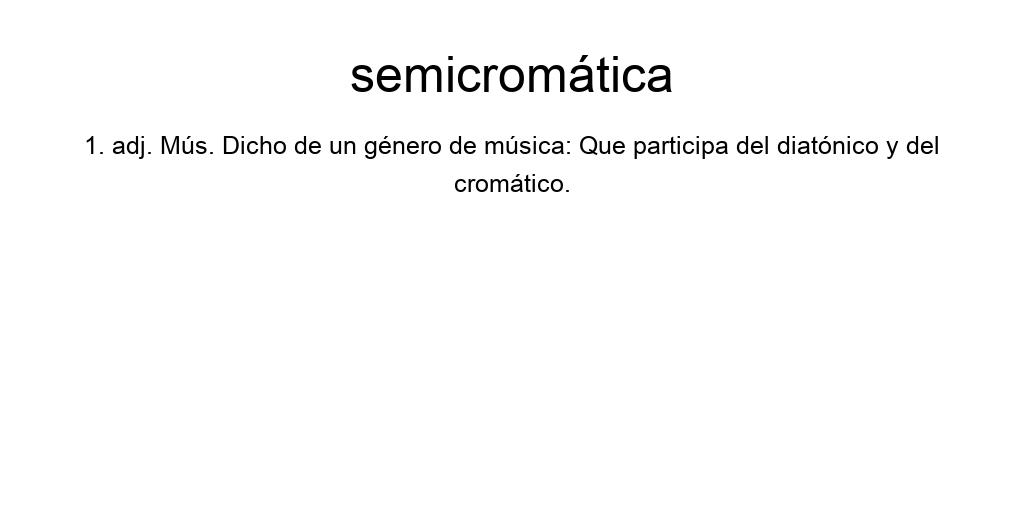 semicromática
1. adj. Mús. Dicho de un género de música: Que participa del diatónico y del
cromático.